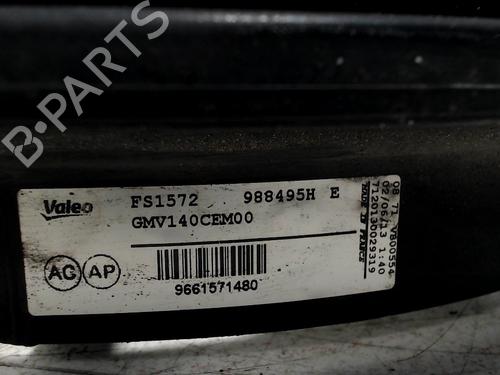 B-PARTS
Valeo
FS1572 988495H E
GMV140CEM00
AG AP
9661571480
08 71 VB00554
02/06/13 1:40
7120130029319
MADE IN FRANCE